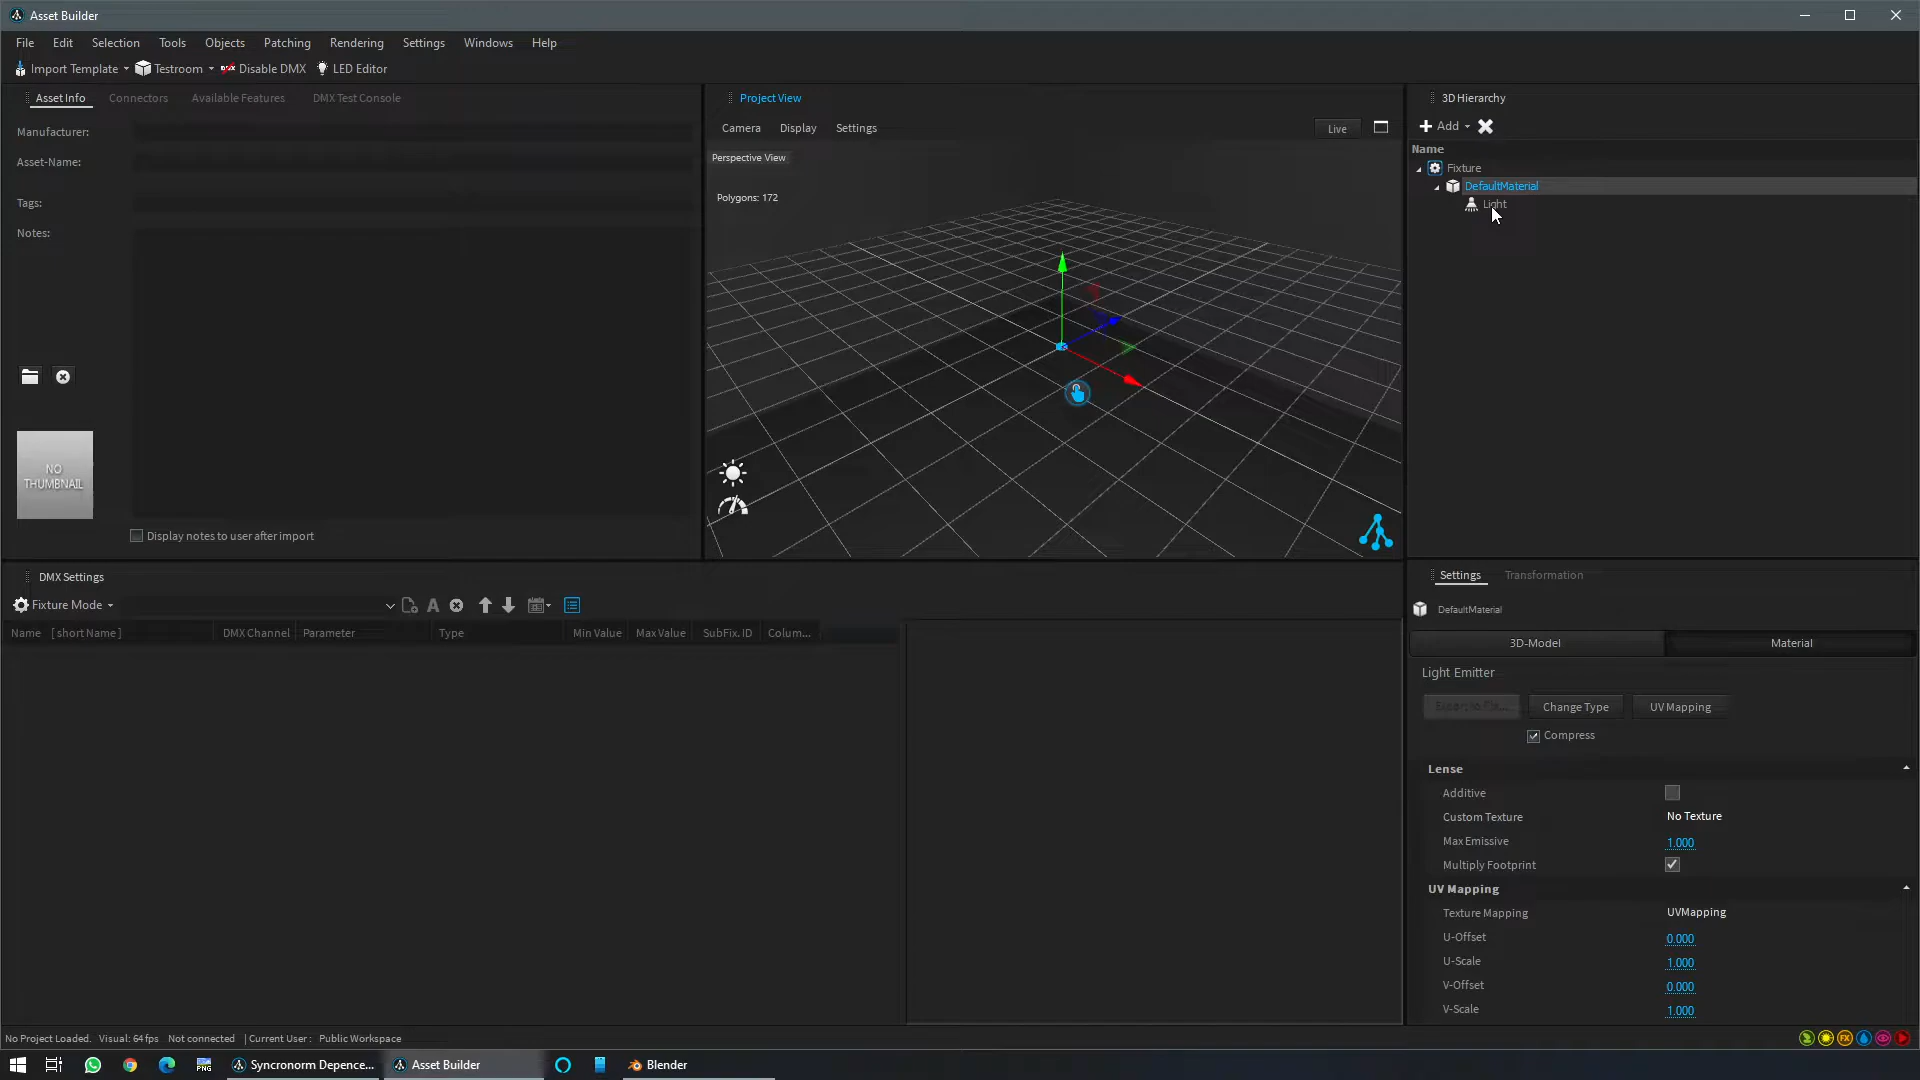 Asset Builder
File Edit Selection Tools Objects Patching Rendering Settings Windows Help
Import Template Testroom Disable DMX LED Editor
Asset Info Connectors Available Features DMX Test Console
Manufacturer:
Asset-Name:
Tags:
Notes:
NO
THUMBNAIL
Display notes to user after import
Project View
Camera Display Settings Live
Perspective View
Polygons: 172
3D Hierarchy
Add
Name
Fixture
DefaultMaterial
Light
DMX Settings
Fixture Mode
Name [ short Name ] DMX Channel Parameter Type Min Value Max Value SubFix. ID Colum...
Settings Transformation
DefaultMaterial
3D-Model Material
Light Emitter
Change Type UV Mapping
Compress
Lense
Additive
Custom Texture No Texture
Max Emissive 1.000
Multiply Footprint
UV Mapping
Texture Mapping UVMapping
U-Offset 0.000
U-Scale 1.000
V-Offset 0.000
V-Scale 1.000
No Project Loaded. Visual: 64 fps Not connected | Current User : Public Workspace
FX
PNG Syncronorm Depence... Asset Builder Blender